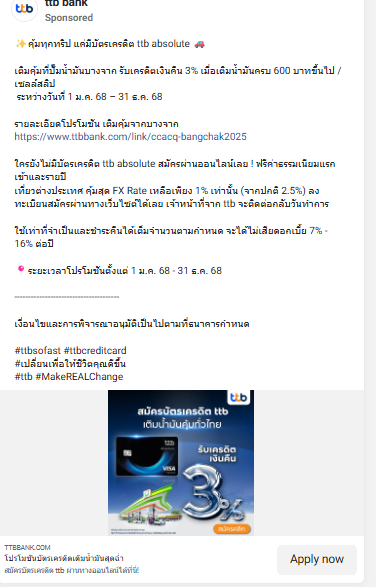 ttb
ttb bank
Sponsored
✨คุ้มทุกทริป แค่มีบัตรเครดิต ttb absolute 🚗
เติมคุ้มที่ปั๊มน้ำมันบางจาก รับเครดิตเงินคืน 3% เมื่อเติมน้ำมันครบ 600 บาทขึ้นไป /
เซลล์สลิป
ระหว่างวันที่ 1 ม.ค. 68 – 31 ธ.ค. 68
รายละเอียดโปรโมชัน เติมคุ้มจากบางจาก
https://www.ttbbank.com/link/ccacq-bangchak2025
ใครยังไม่มีบัตรเครดิต ttb absolute สมัครผ่านออนไลน์เลย ! ฟรีค่าธรรมเนียมแรก
เข้าและรายปี
เที่ยวต่างประเทศ คุ้มสุด FX Rate เหลือเพียง 1% เท่านั้น (จากปกติ 2.5%) ลง
ทะเบียนสมัครผ่านทางเว็บไซต์ได้เลย เจ้าหน้าที่จาก ttb จะติดต่อกลับวันทำการ
ใช้เท่าที่จำเป็นและชำระคืนได้เต็มจำนวนตามกำหนด จะได้ไม่เสียดอกเบี้ย 7% -
16% ต่อปี
📍ระยะเวลาโปรโมชันตั้งแต่ 1 ม.ค. 68 - 31 ธ.ค. 68
-------------------------------------
เงื่อนไขและการพิจารณาอนุมัติเป็นไปตามที่ธนาคารกำหนด
#ttbsofast #ttbcreditcard
#เปลี่ยนเพื่อให้ชีวิตคุณดีขึ้น
#ttb #MakeREALChange
ttb
สมัครบัตรเครดิต ttb
เติมน้ำมันคุ้มทั่วไทย
รับเครดิต
เงินคืน
3%
VISA
สมัครคลิก
TTBBANK.COM
โปรโมชันบัตรเครดิตเติมน้ำมันสุดฉ่ำ
สมัครบัตรเครดิต ttb ผ่านทางออนไลน์ได้ที่นี่!
Apply now